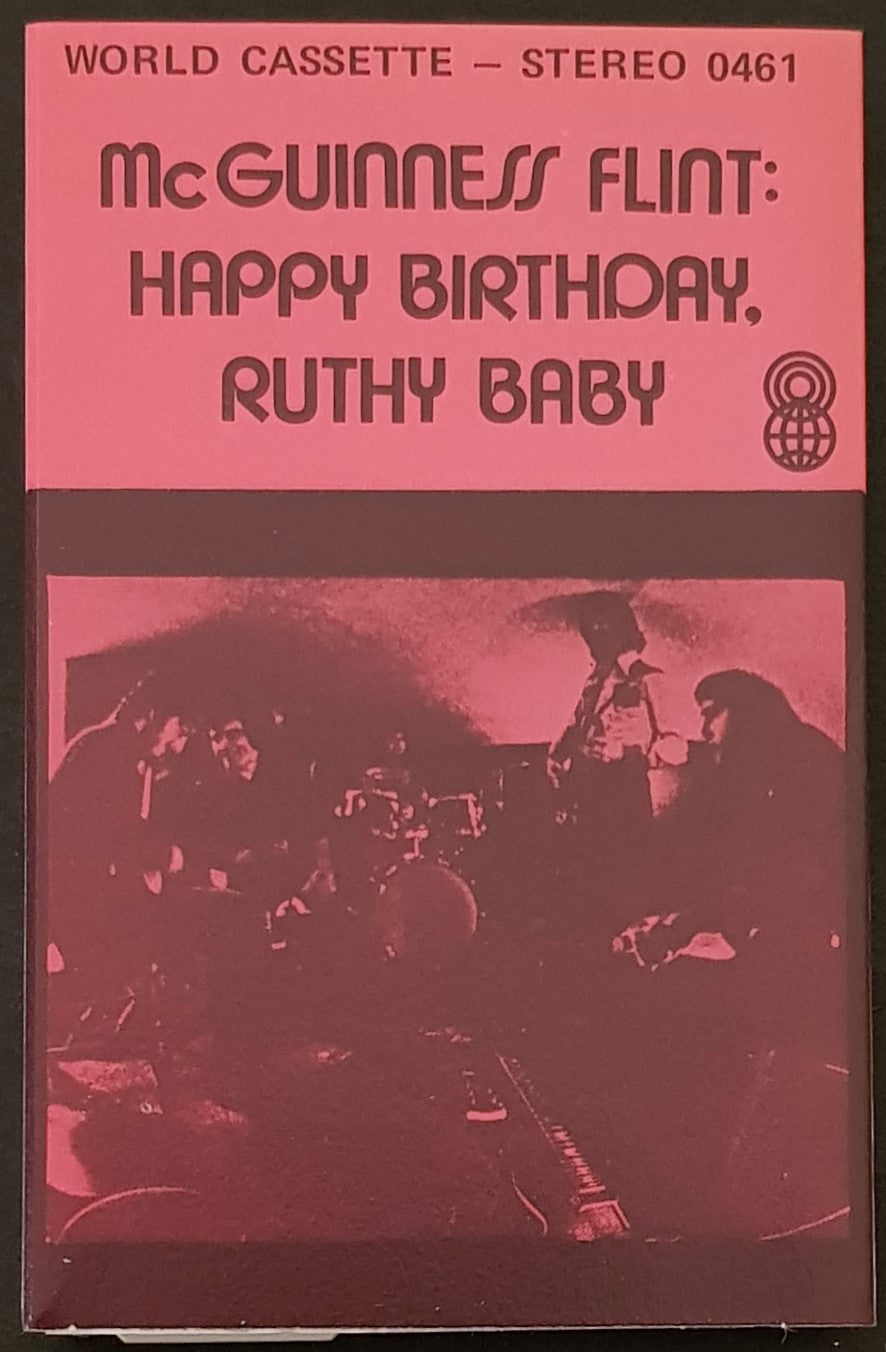 WORLD CASSETTE – STEREO 0461
McGUINNESS FLINT:
HAPPY BIRTHDAY,
RUTHY BABY